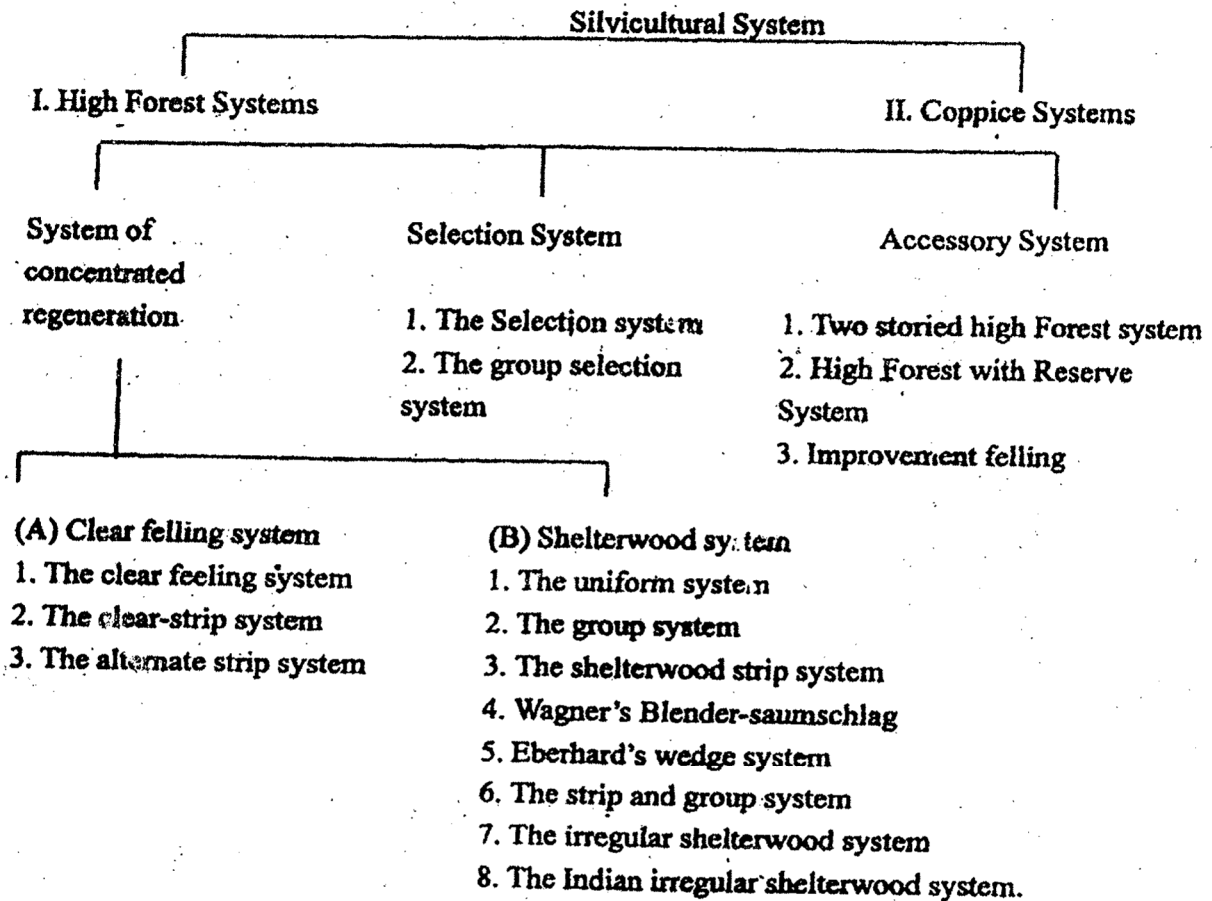 Silvicultural System
I. High Forest Systems
II. Coppice Systems
System of
concentrated
regeneration
Selection System
1. The Selection system
2. The group selection
system
Accessory System
1. Two storied high Forest system
2. High Forest with Reserve
System
3. Improvement felling
(A) Clear felling system
1. The clear feeling system
2. The clear-strip system
3. The alternate strip system
(B) Shelterwood system
1. The uniform system
2. The group system
3. The shelterwood strip system
4. Wagner's Blender-saumschlag
5. Eberhard's wedge system
6. The strip and group system
7. The irregular shelterwood system
8. The Indian irregular shelterwood system.